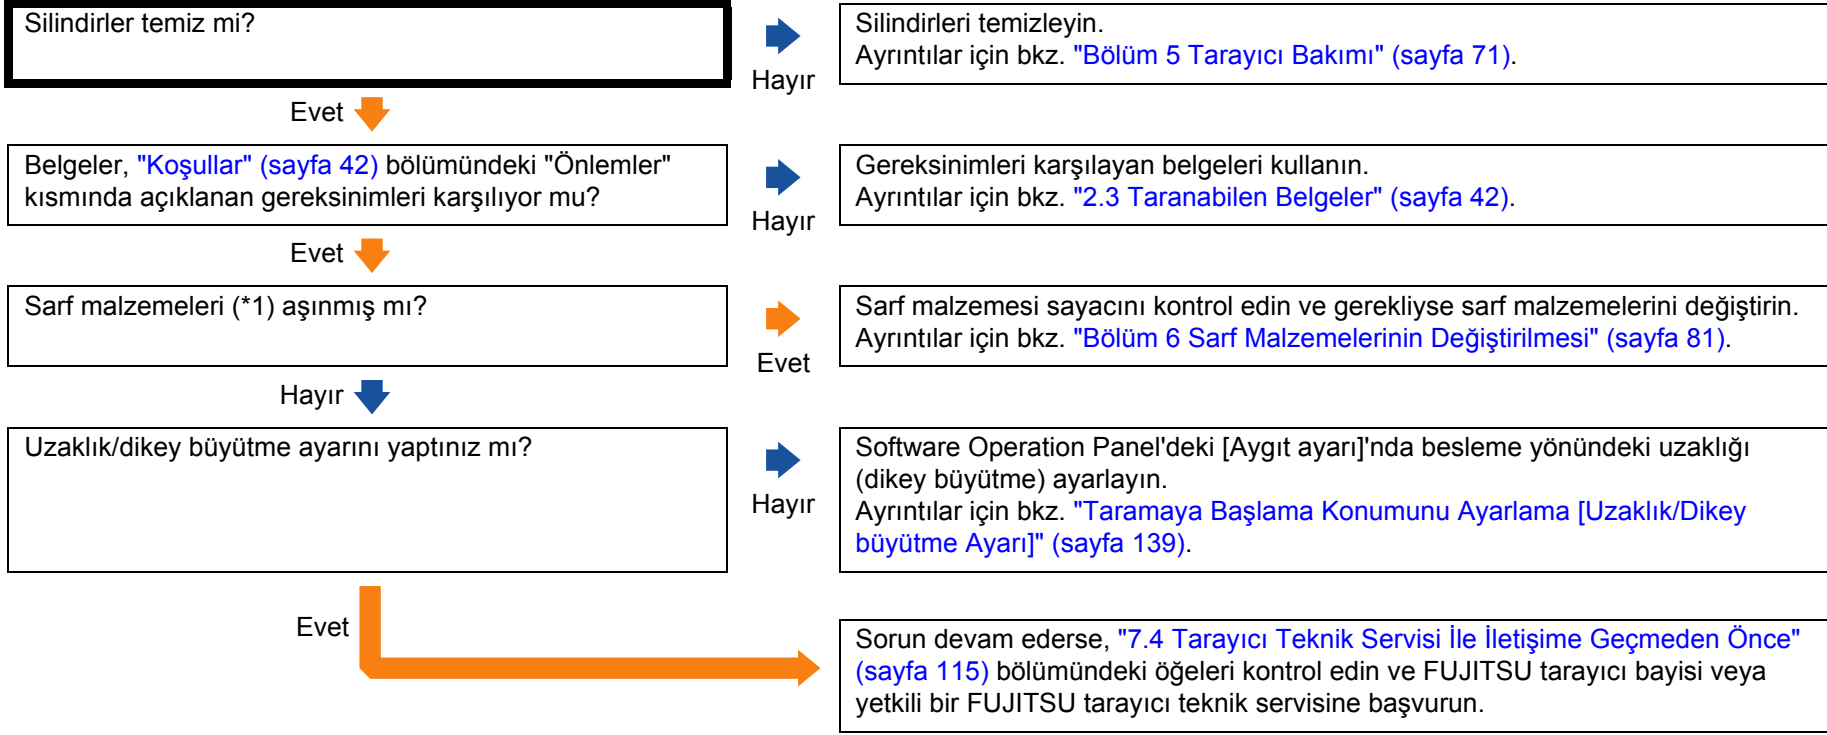 Silindirler temiz mi?
Hayır
Silindirleri temizleyin.
Ayrıntılar için bkz. "Bölüm 5 Tarayıcı Bakımı" (sayfa 71).
Evet
Belgeler, "Koşullar" (sayfa 42) bölümündeki "Önlemler"
kısmında açıklanan gereksinimleri karşılıyor mu?
Hayır
Gereksinimleri karşılayan belgeleri kullanın.
Ayrıntılar için bkz. "2.3 Taranabilen Belgeler" (sayfa 42).
Evet
Sarf malzemeleri (*1) aşınmış mı?
Evet
Sarf malzemesi sayacını kontrol edin ve gerekliyse sarf malzemelerini değiştirin.
Ayrıntılar için bkz. "Bölüm 6 Sarf Malzemelerinin Değiştirilmesi" (sayfa 81).
Hayır
Uzaklık/dikey büyütme ayarını yaptınız mı?
Hayır
Software Operation Panel'deki [Aygıt ayarı]'nda besleme yönündeki uzaklığı
(dikey büyütme) ayarlayın.
Ayrıntılar için bkz. "Taramaya Başlama Konumunu Ayarlama [Uzaklık/Dikey
büyütme Ayarı]" (sayfa 139).
Evet
Sorun devam ederse, "7.4 Tarayıcı Teknik Servisi İle İletişime Geçmeden Önce"
(sayfa 115) bölümündeki öğeleri kontrol edin ve FUJITSU tarayıcı bayisi veya
yetkili bir FUJITSU tarayıcı teknik servisine başvurun.